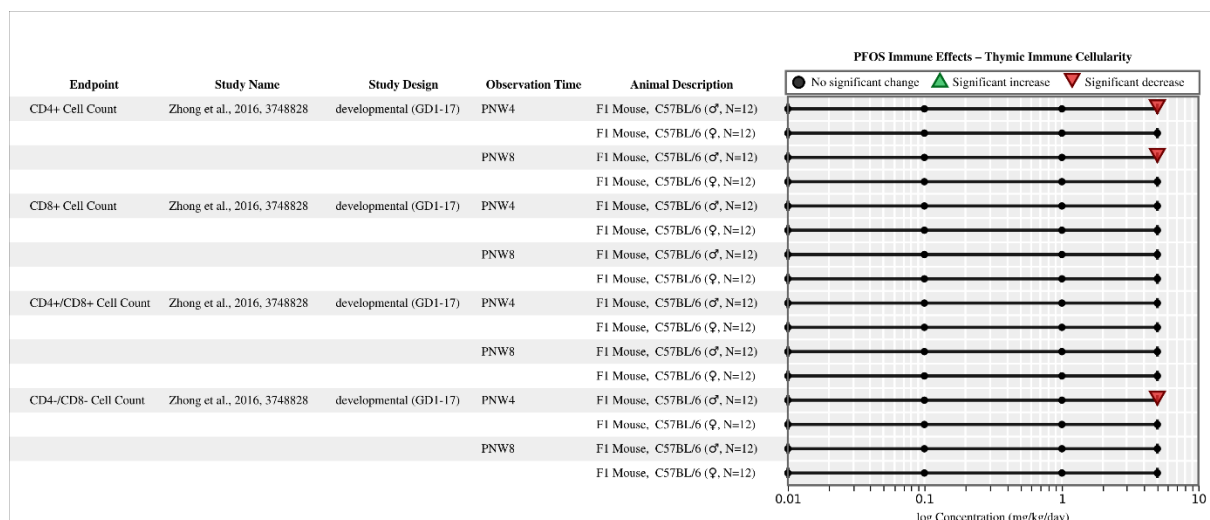 PFOS Immune Effects – Thymic Immune Cellularity
Endpoint Study Name Study Design Observation Time Animal Description No significant change Significant increase Significant decrease
CD4+ Cell Count Zhong et al., 2016, 3748828 developmental (GD1-17) PNW4 F1 Mouse, C57BL/6 (♂, N=12)
F1 Mouse, C57BL/6 (♀, N=12)
PNW8 F1 Mouse, C57BL/6 (♂, N=12)
F1 Mouse, C57BL/6 (♀, N=12)
CD8+ Cell Count Zhong et al., 2016, 3748828 developmental (GD1-17) PNW4 F1 Mouse, C57BL/6 (♂, N=12)
F1 Mouse, C57BL/6 (♀, N=12)
PNW8 F1 Mouse, C57BL/6 (♂, N=12)
F1 Mouse, C57BL/6 (♀, N=12)
CD4+/CD8+ Cell Count Zhong et al., 2016, 3748828 developmental (GD1-17) PNW4 F1 Mouse, C57BL/6 (♂, N=12)
F1 Mouse, C57BL/6 (♀, N=12)
PNW8 F1 Mouse, C57BL/6 (♂, N=12)
F1 Mouse, C57BL/6 (♀, N=12)
CD4-/CD8- Cell Count Zhong et al., 2016, 3748828 developmental (GD1-17) PNW4 F1 Mouse, C57BL/6 (♂, N=12)
F1 Mouse, C57BL/6 (♀, N=12)
PNW8 F1 Mouse, C57BL/6 (♂, N=12)
F1 Mouse, C57BL/6 (♀, N=12)
0.01 0.1 1 10
log Concentration (mg/kg/day)